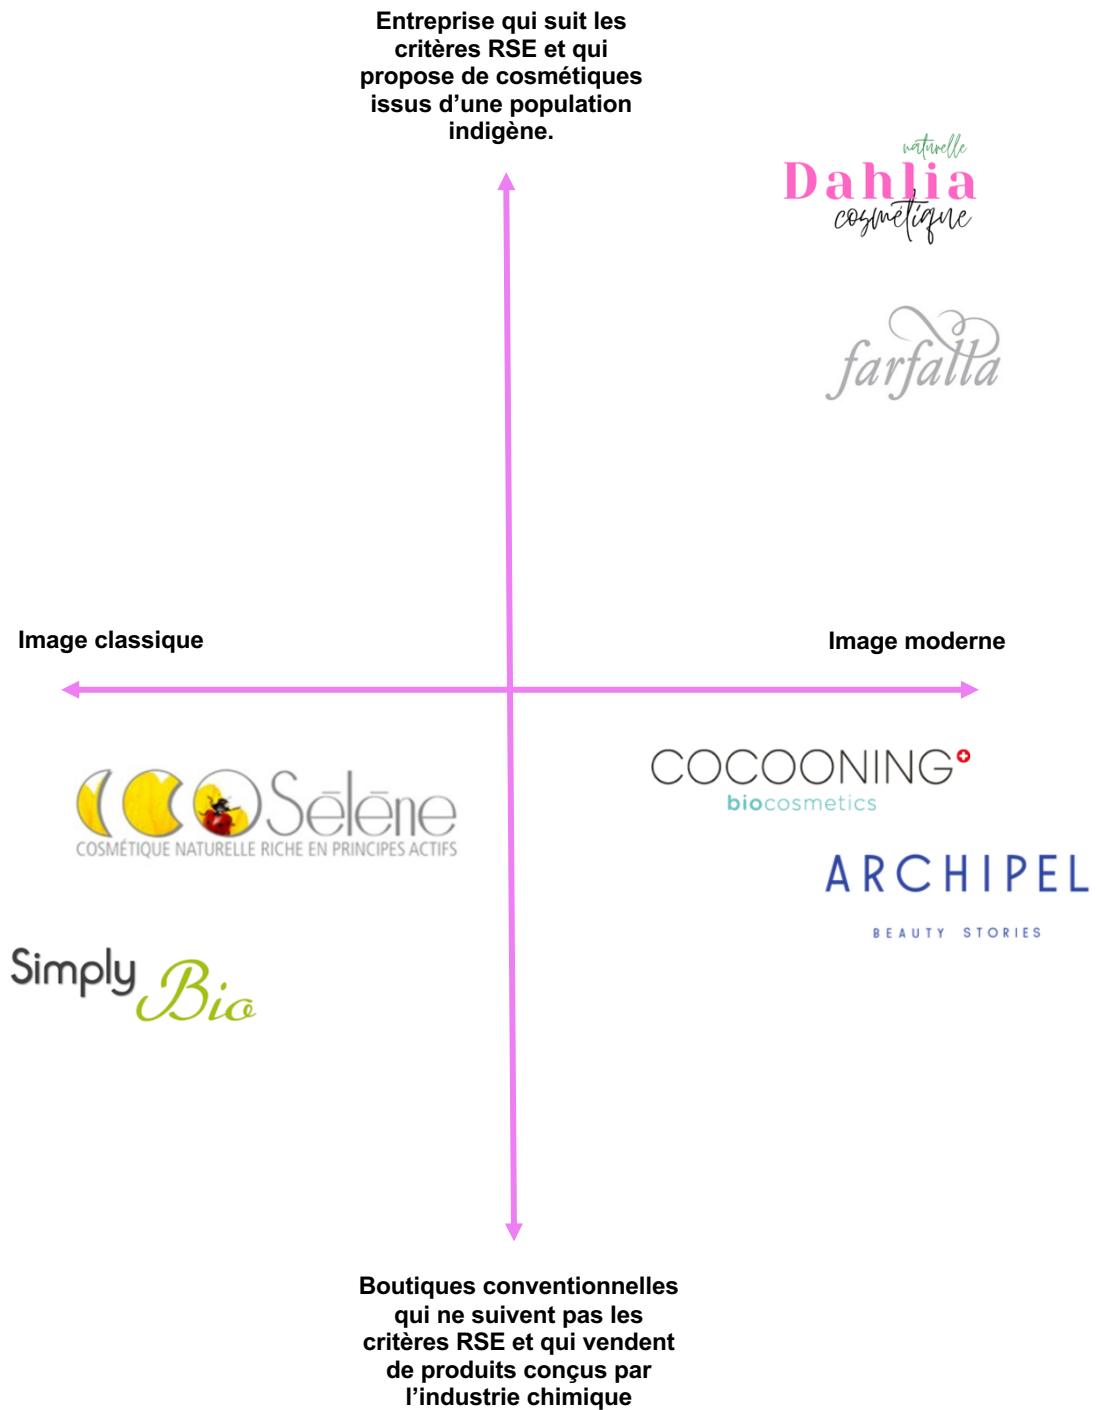 Entreprise qui suit les
critères RSE et qui
propose de cosmétiques
issus d’une population
indigène.
naturelle
Dahlia
cosmétique
farfalla
Image classique
Image moderne
COCOONING
biocosmetics
Sēlēne
COSMÉTIQUE NATURELLE RICHE EN PRINCIPES ACTIFS
ARCHIPEL
BEAUTY STORIES
Simply
Bio
Boutiques conventionnelles
qui ne suivent pas les
critères RSE et qui vendent
de produits conçus par
l’industrie chimique